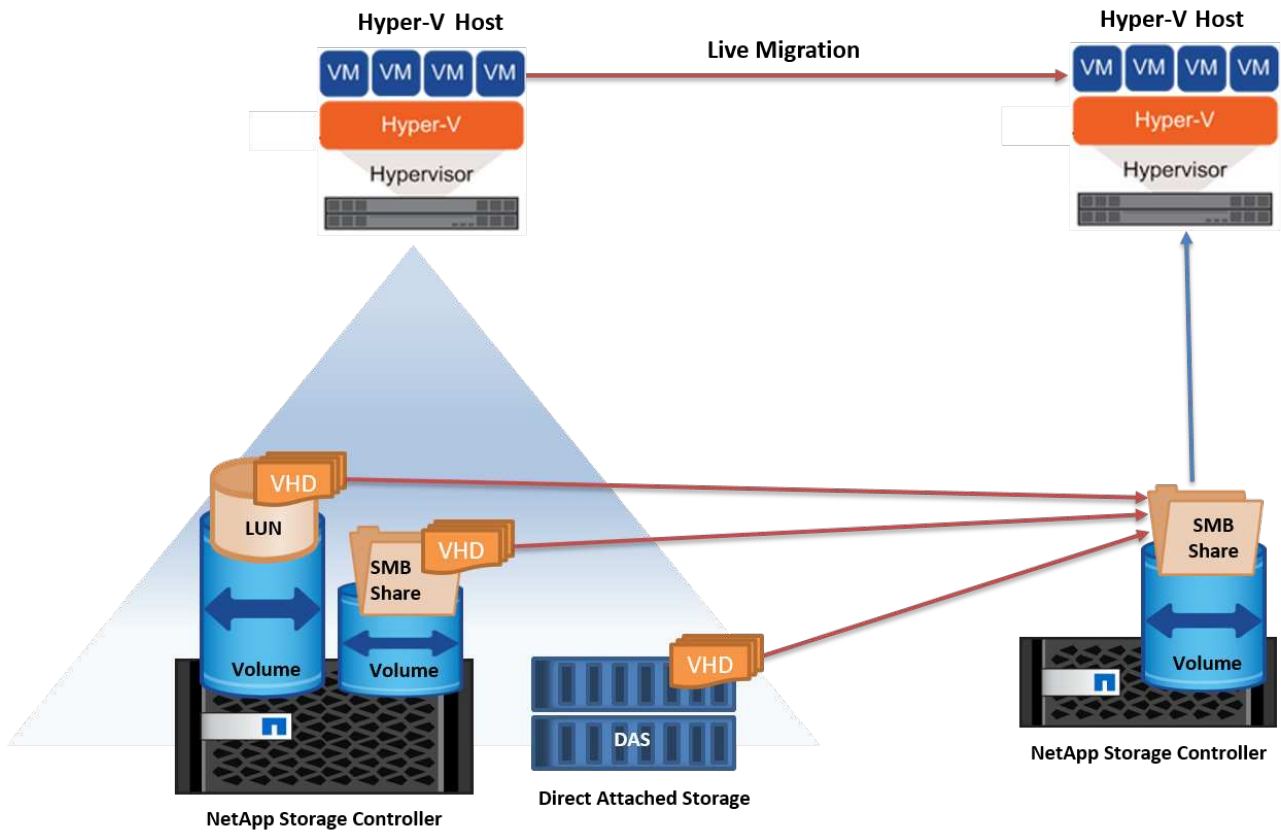 Hyper-V Host
Hyper-V Host
Live Migration
VM VM VM VM
VM VM VM VM
Hyper-V
Hyper-V
Hypervisor
Hypervisor
VHD
LUN
VHD
SMB
Share
SMB
Share
VHD
Volume
Volume
Volume
DAS
NetApp Storage Controller
Direct Attached Storage
NetApp Storage Controller